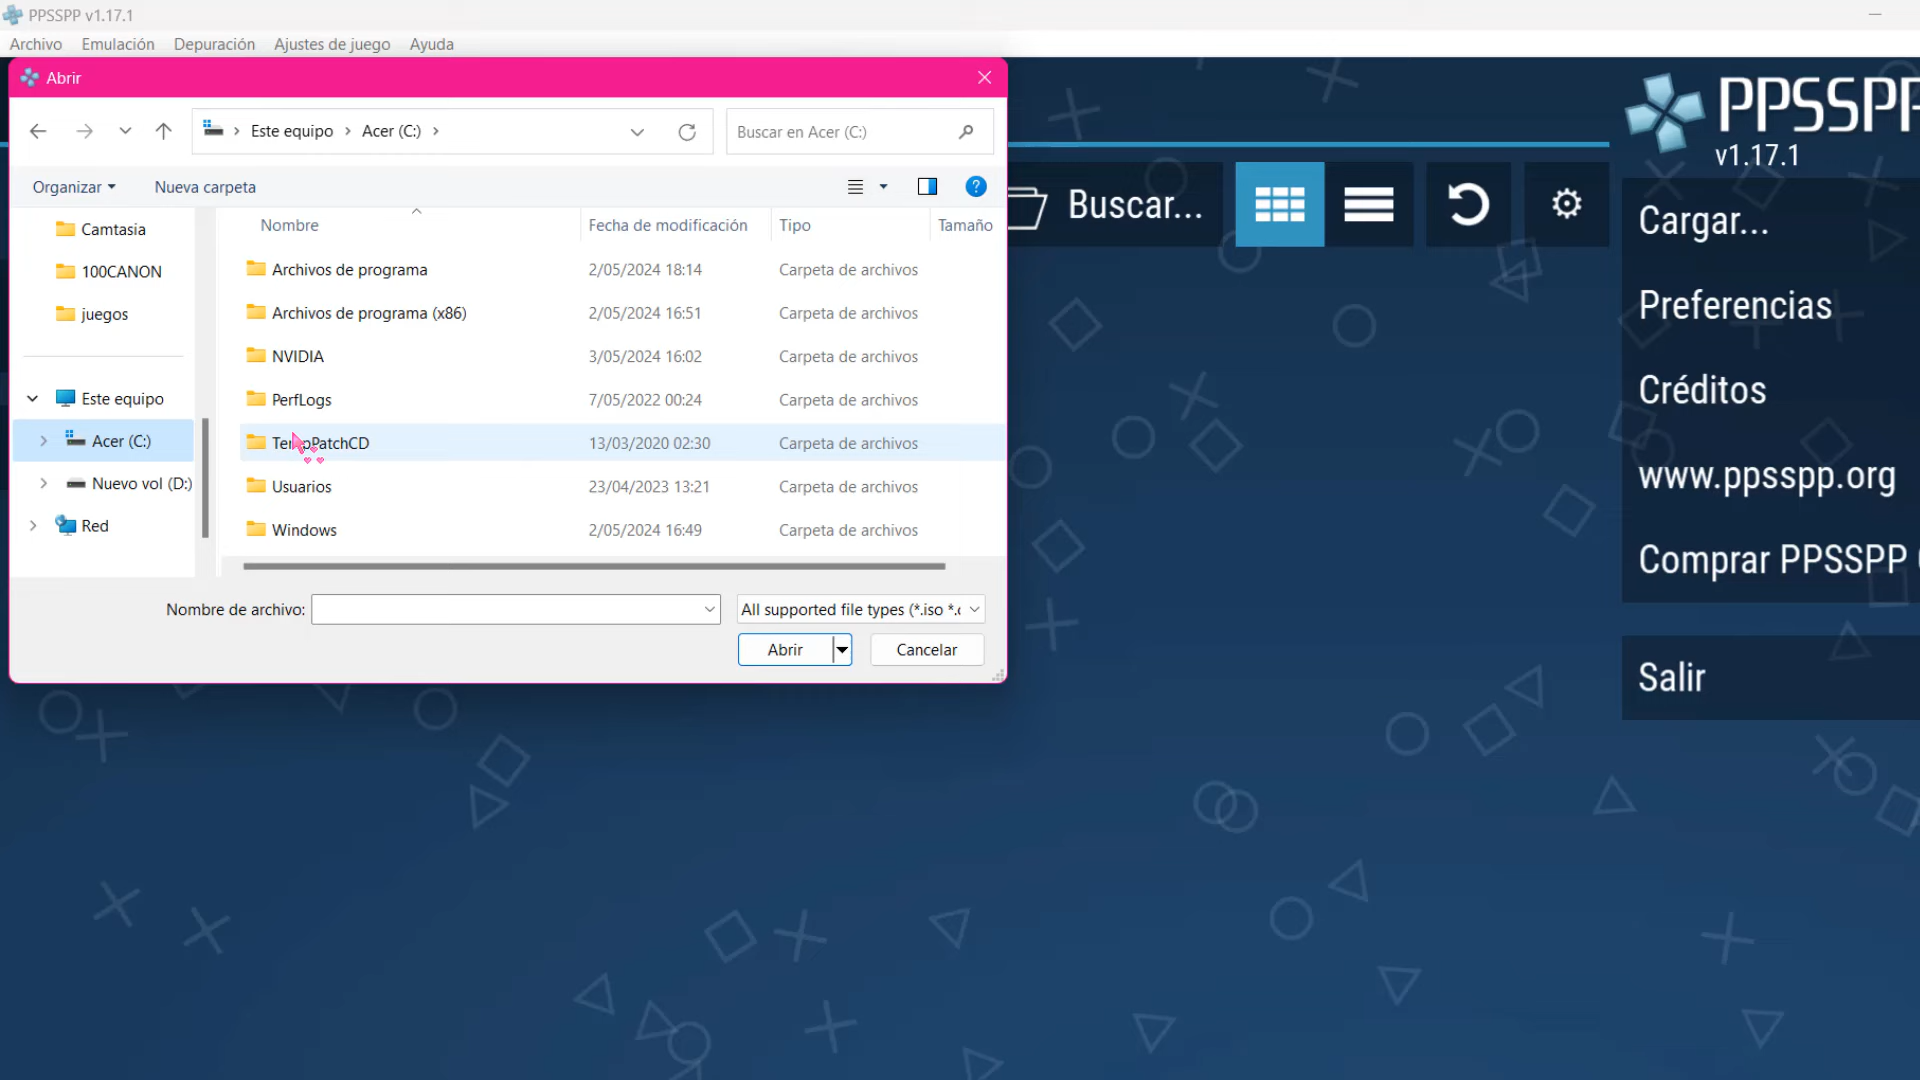 PPSSPP v1.17.1
Archivo Emulación Depuración Ajustes de juego Ayuda
Abrir
Este equipo Acer (C:)
Buscar en Acer (C:)
Organizar Nueva carpeta
Camtasia
100CANON
juegos
Este equipo
Acer (C:)
Nuevo vol (D:)
Red
Nombre Fecha de modificación Tipo Tamaño
Archivos de programa 2/05/2024 18:14 Carpeta de archivos
Archivos de programa (x86) 2/05/2024 16:51 Carpeta de archivos
NVIDIA 3/05/2024 16:02 Carpeta de archivos
PerfLogs 7/05/2022 00:24 Carpeta de archivos
TempPatchCD 13/03/2020 02:30 Carpeta de archivos
Usuarios 23/04/2023 13:21 Carpeta de archivos
Windows 2/05/2024 16:49 Carpeta de archivos
Nombre de archivo: All supported file types (*.iso *.c
Abrir Cancelar
Buscar...
PPSSPP
v1.17.1
Cargar...
Preferencias
Créditos
www.ppsspp.org
Comprar PPSSPP
Salir